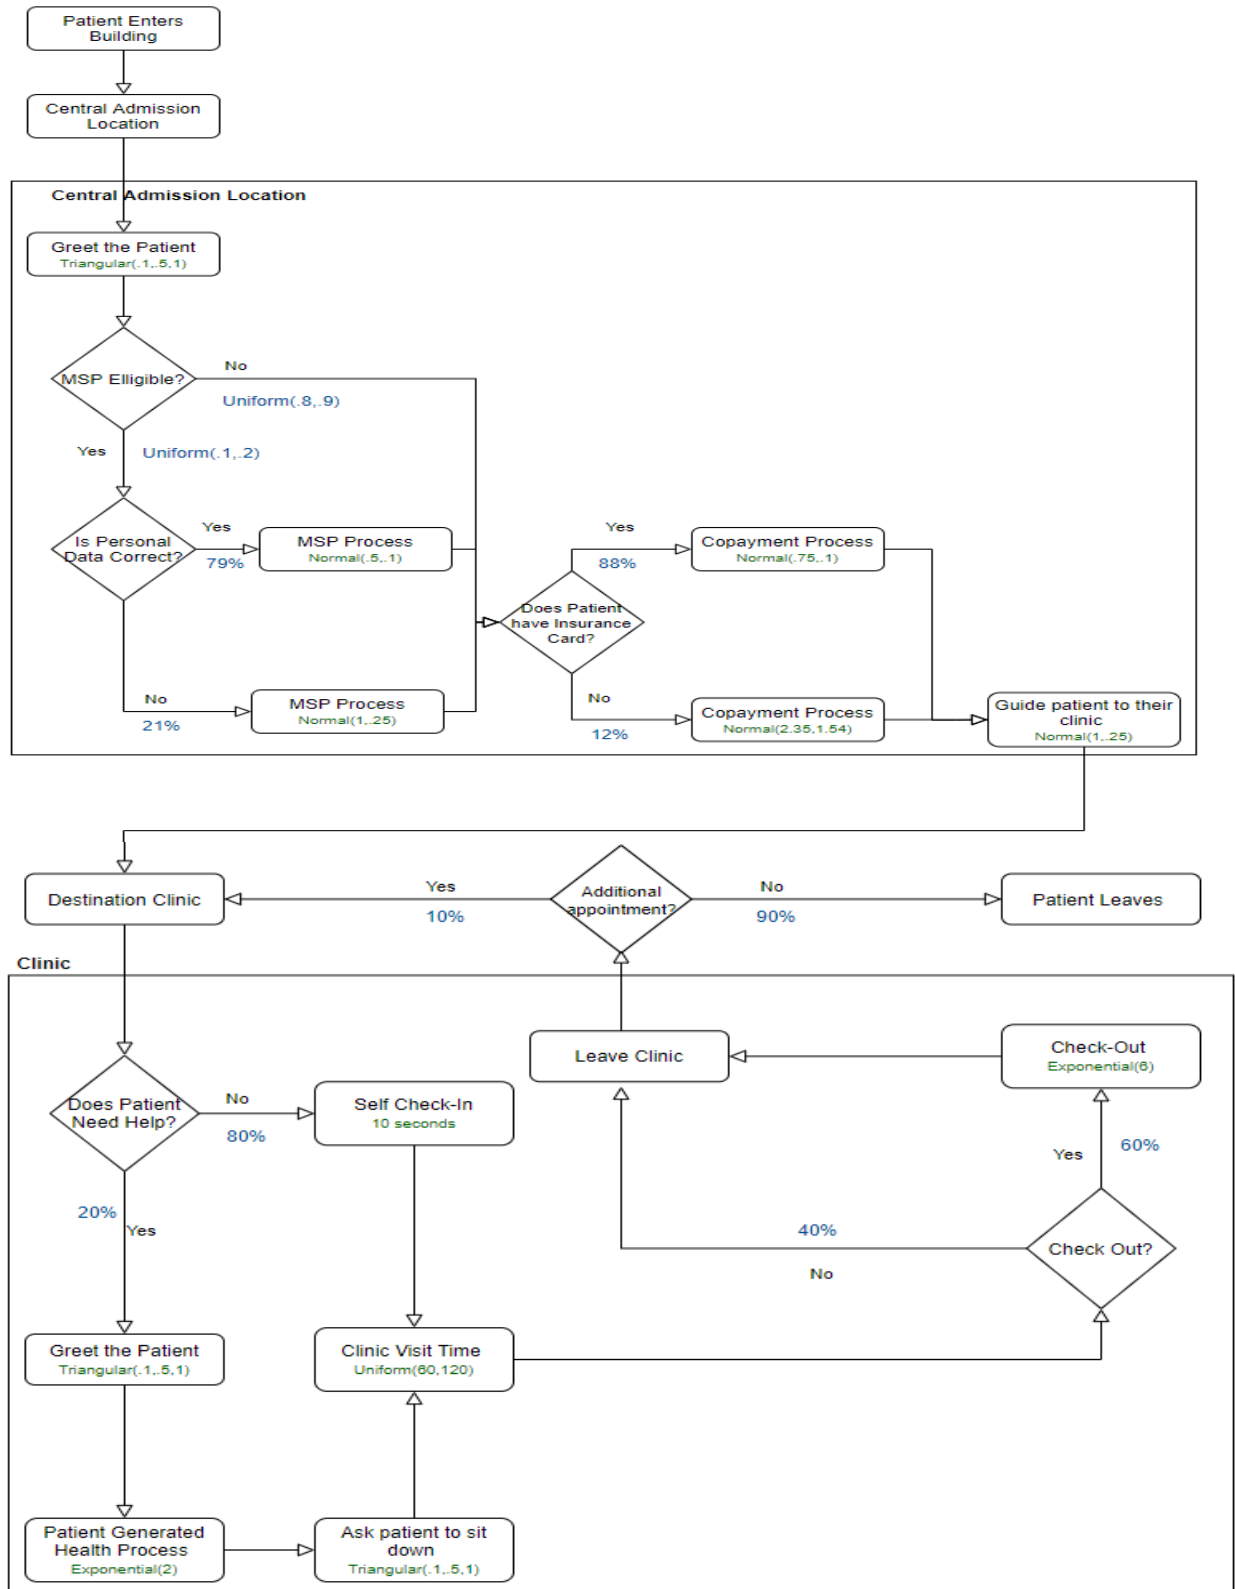 Patient Enters
Building
Central Admission
Location
Central Admission Location
Greet the Patient
Triangular(.1,.5,1)
MSP Elligible?
No
Uniform(.8,.9)
Yes
Uniform(.1,.2)
Is Personal
Data Correct?
Yes
79%
MSP Process
Normal(.5,.1)
No
21%
MSP Process
Normal(1,.25)
Does Patient
have Insurance
Card?
Yes
88%
Copayment Process
Normal(.75,.1)
No
12%
Copayment Process
Normal(2.35,1.54)
Guide patient to their
clinic
Normal(1,.25)
Destination Clinic
Yes
10%
Additional
appointment?
No
90%
Patient Leaves
Clinic
Does Patient
Need Help?
No
80%
Self Check-In
10 seconds
Leave Clinic
Check-Out
Exponential(6)
Yes
60%
20%
Yes
40%
No
Check Out?
Greet the Patient
Triangular(.1,.5,1)
Clinic Visit Time
Uniform(60,120)
Patient Generated
Health Process
Exponential(2)
Ask patient to sit
down
Triangular(.1,.5,1)